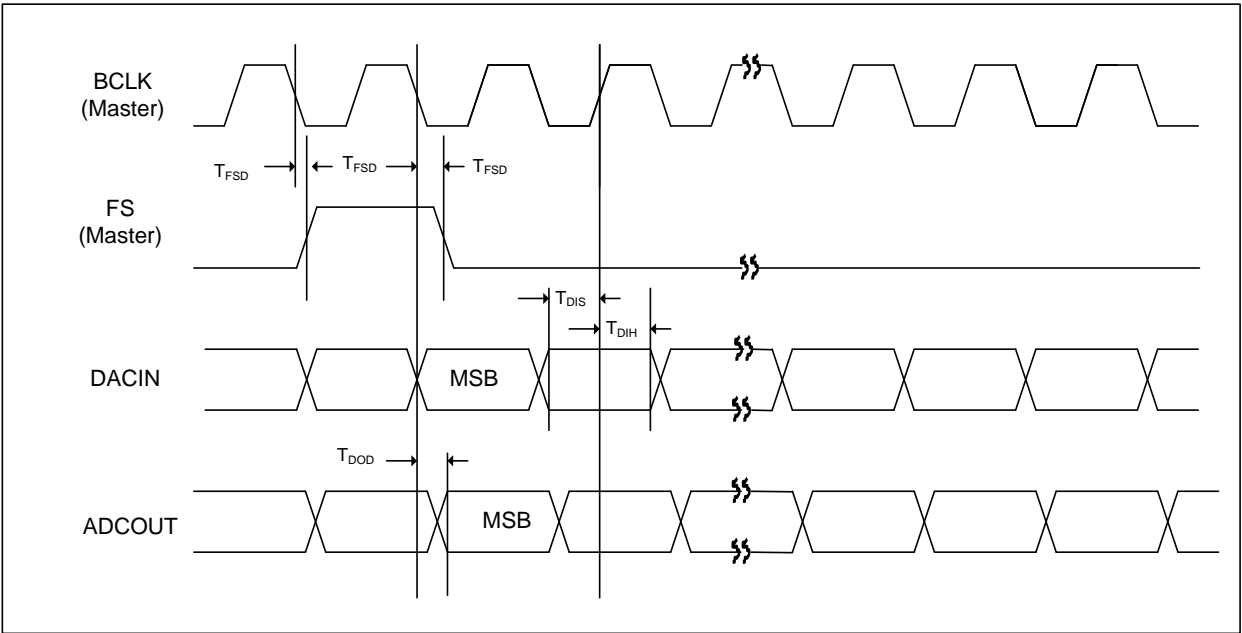 BCLK
(Master)
TFSD TFSD TFSD
FS
(Master)
TDIS
TDIH
DACIN
MSB
TDOD
ADCOUT
MSB